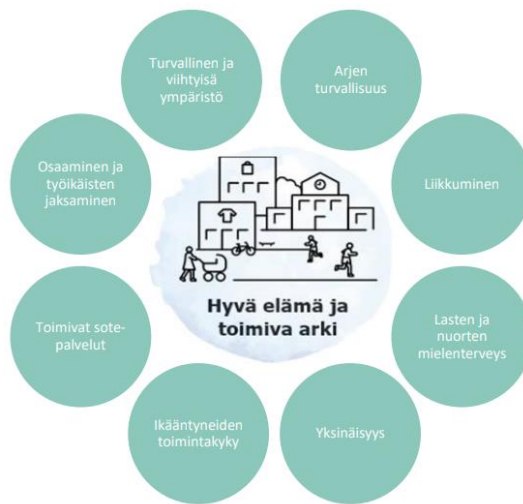 Turvallinen ja
viihtyisä
ympäristö
Arjen
turvallisuus
Osaaminen ja
työikäisten
jaksaminen
Liikkuminen
Hyvä elämä ja
toimiva arki
Toimivat sote-
palvelut
Lasten ja
nuorten
mielenterveys
Ikääntyneiden
toimintakyky
Yksinäisyys